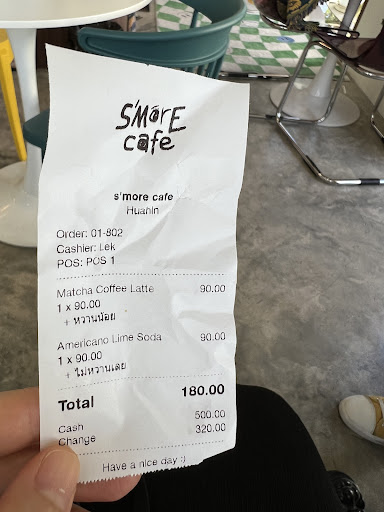 S'MorE
cafe
s'more cafe
Huahin
Order: 01-802
Cashier: Lek
POS: POS 1
Matcha Coffee Latte 90.00
1 x 90.00
+ หวานน้อย
Americano Lime Soda 90.00
1 x 90.00
+ ไม่หวานเลย
Total 180.00
Cash 500.00
Change 320.00
Have a nice day :)